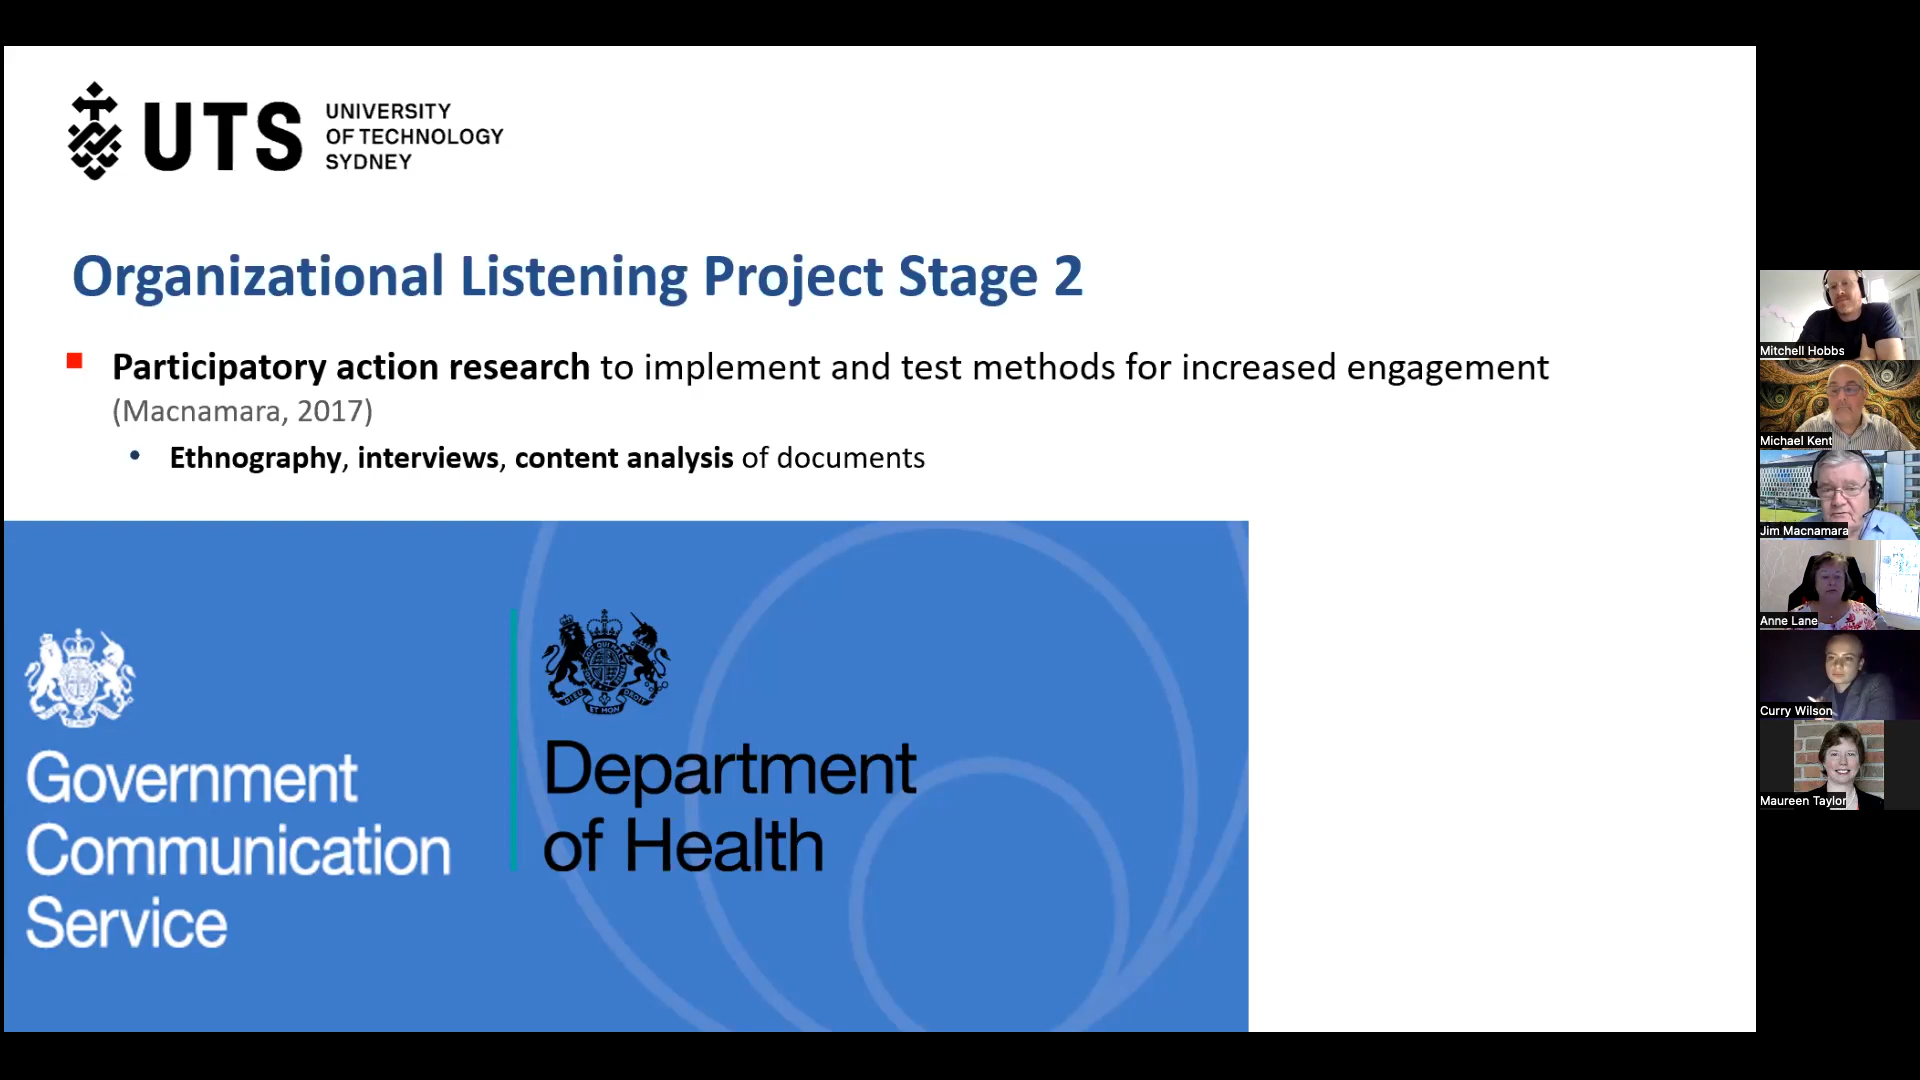 UTS
UNIVERSITY
OF TECHNOLOGY
SYDNEY
Organizational Listening Project Stage 2
Participatory action research to implement and test methods for increased engagement
(Macnamara, 2017)
• Ethnography, interviews, content analysis of documents
Government
Communication
Service
Department
of Health
Mitchell Hobbs
Michael Kent
Jim Macnamara
Anne Lane
Curry Wilson
Maureen Taylor